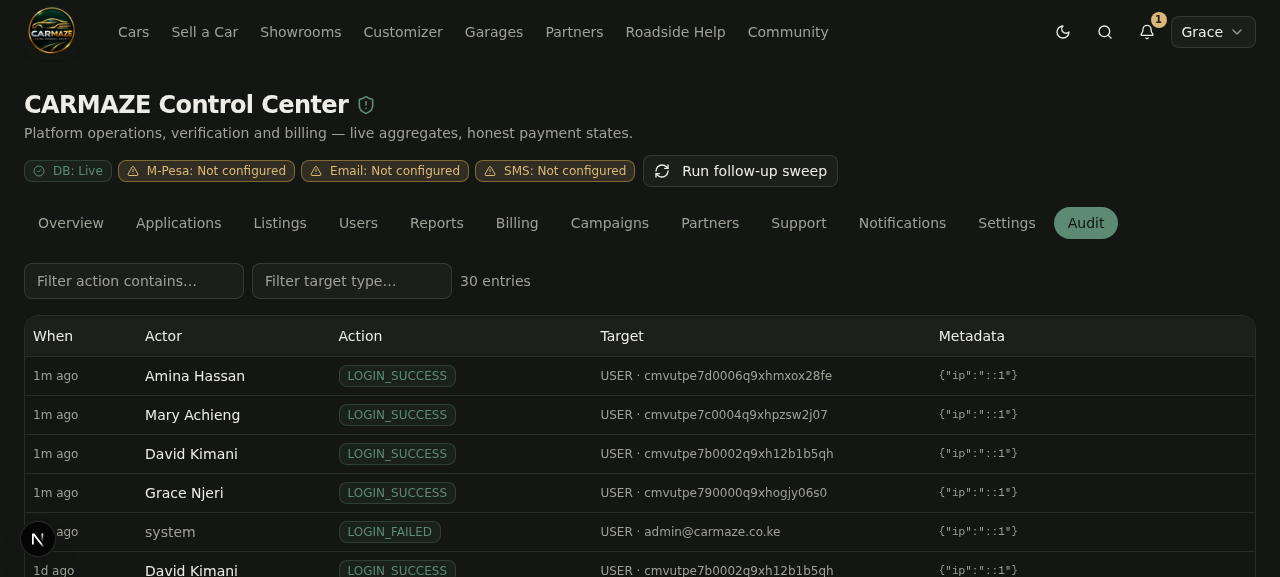 CARMAZE
Cars Sell a Car Showrooms Customizer Garages Partners Roadside Help Community
1
Grace
CARMAZE Control Center
Platform operations, verification and billing — live aggregates, honest payment states.
DB: Live M-Pesa: Not configured Email: Not configured SMS: Not configured Run follow-up sweep
Overview Applications Listings Users Reports Billing Campaigns Partners Support Notifications Settings Audit
Filter action contains… Filter target type… 30 entries
When Actor Action Target Metadata
1m ago Amina Hassan LOGIN_SUCCESS USER · cmvutpe7d0006q9xhmxox28fe {"ip":"::1"}
1m ago Mary Achieng LOGIN_SUCCESS USER · cmvutpe7c0004q9xhpzsw2j07 {"ip":"::1"}
1m ago David Kimani LOGIN_SUCCESS USER · cmvutpe7b0002q9xh12b1b5qh {"ip":"::1"}
1m ago Grace Njeri LOGIN_SUCCESS USER · cmvutpe790000q9xhogjy06s0 {"ip":"::1"}
ago system LOGIN_FAILED USER · admin@carmaze.co.ke {"ip":"::1"}
N
1d ago David Kimani LOGIN_SUCCESS USER · cmvutpe7b0002q9xh12b1b5qh {"ip":"::1"}